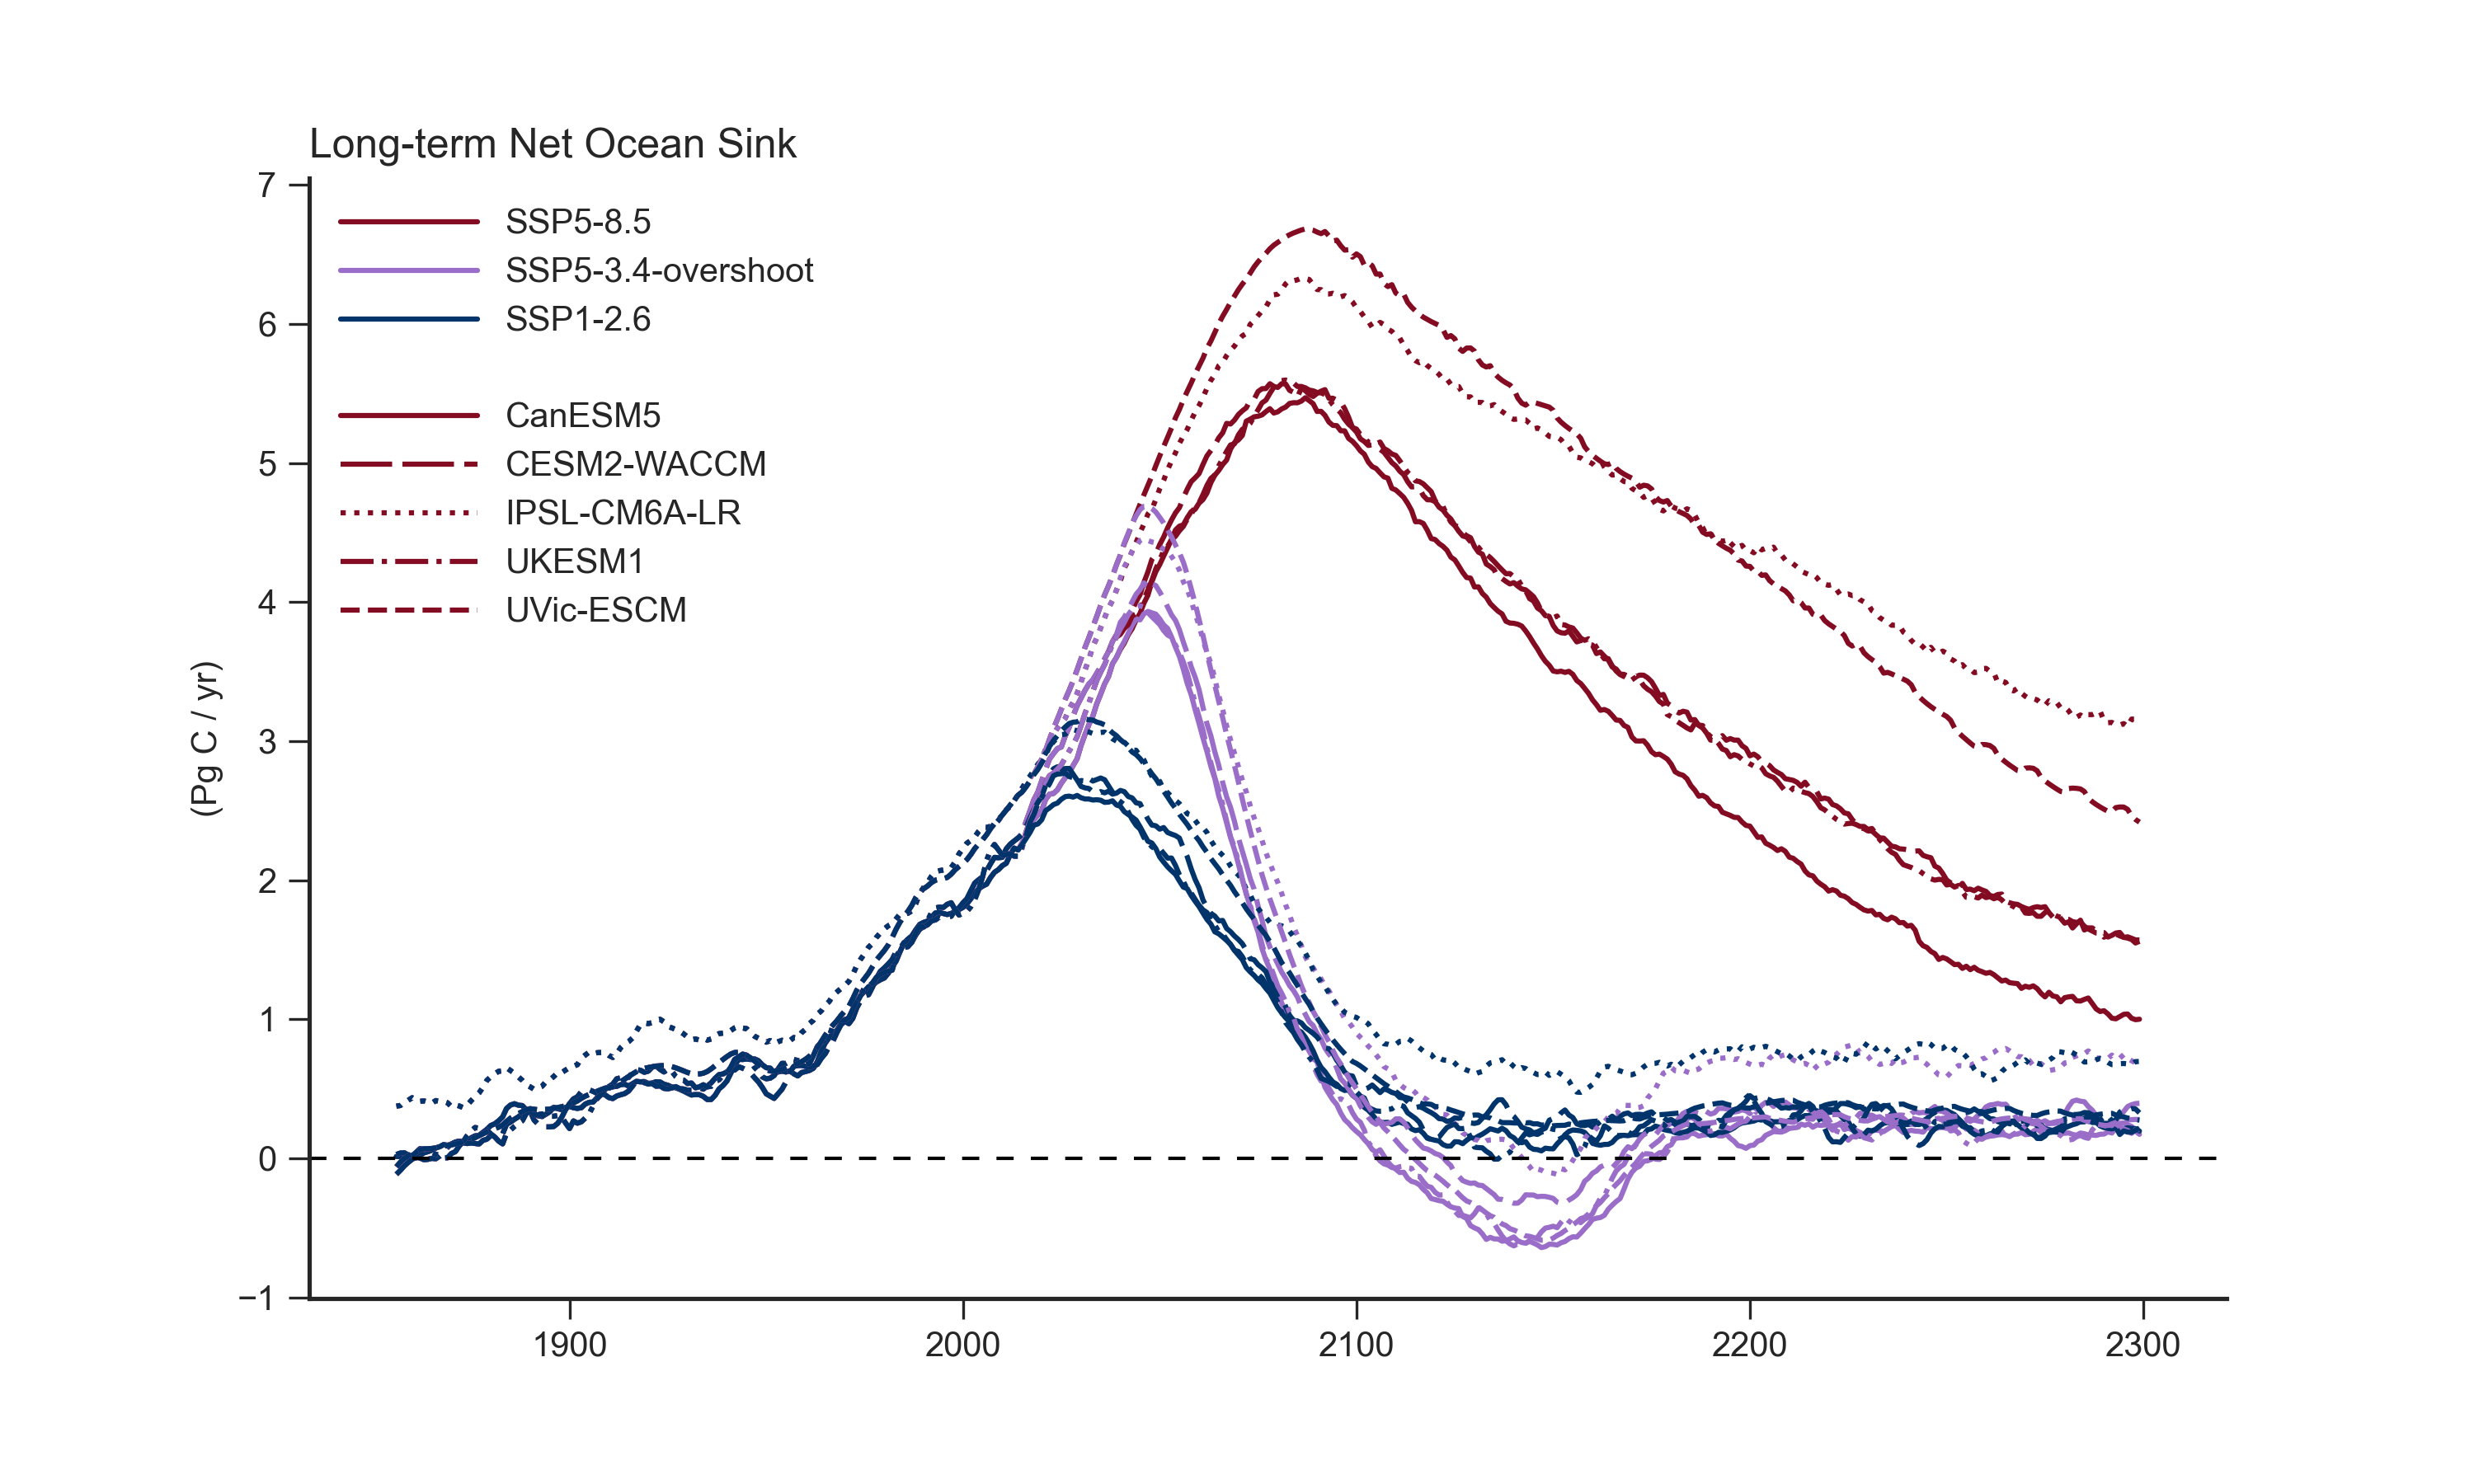 Long-term Net Ocean Sink
7
6
5
4
3
2
1
0
−1
(Pg C / yr)
SSP5-8.5
SSP5-3.4-overshoot
SSP1-2.6
CanESM5
CESM2-WACCM
IPSL-CM6A-LR
UKESM1
UVic-ESCM
1900 2000 2100 2200 2300